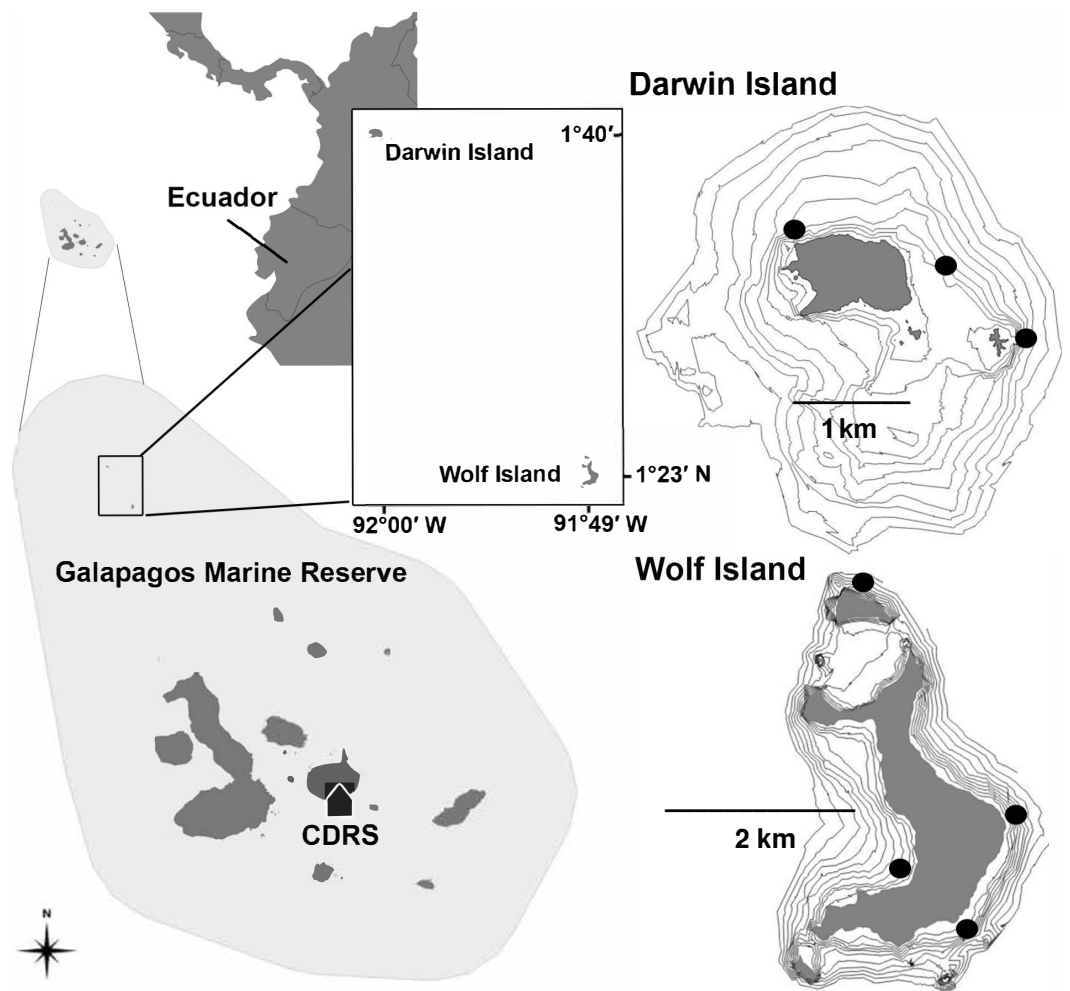 Darwin Island
1°40′
Darwin Island
Ecuador
1 km
Wolf Island
1°23′ N
92°00′ W
91°49′ W
Galapagos Marine Reserve
Wolf Island
2 km
CDRS
N